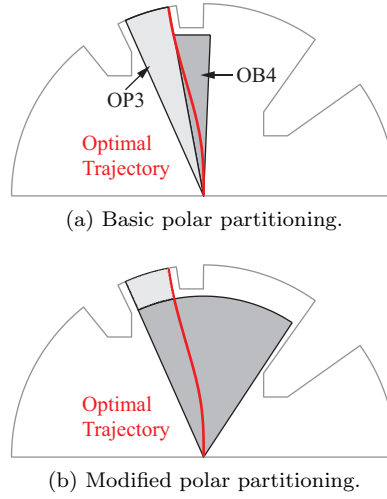 OP3
OB4
Optimal
Trajectory
(a) Basic polar partitioning.
Optimal
Trajectory
(b) Modified polar partitioning.